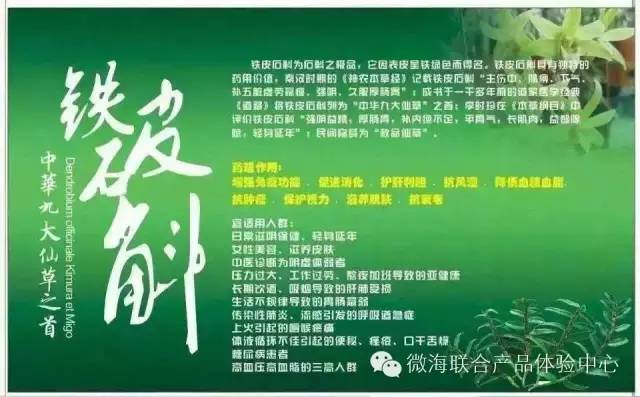 铁皮石斛
中華九大仙草之首
Dendrobium officinale Kimura et Migo
铁皮石斛为石斛之极品，它因表皮呈铁绿色而得名。铁皮石斛具有独特的
药用价值，秦汉时期的《神农本草经》记载铁皮石斛“主伤中、除痹、下气、
补五脏虚劳羸瘦、强阴、久服厚肠胃”；成书于一千多年前的道家医学经典
《道藏》将铁皮石斛列为“中华九大仙草”之首；李时珍在《本草纲目》中
评价铁皮石斛“强阴益精，厚肠胃，补内绝不足，平胃气，长肌肉，益智除
惊，轻身延年”；民间称其为“救命仙草”。
药理作用：
增强免疫功能 . 促进消化 . 护肝利胆 . 抗风湿 . 降低血糖血脂
抗肿瘤 . 保护视力 . 滋养肌肤 . 抗衰老
宜适用人群：
日常滋阴保健、轻身延年
女性美容、滋养皮肤
中医诊断为阴虚偏弱者
压力过大、工作过劳、熬夜加班导致的亚健康
长期饮酒、吸烟导致的肝肺受损
生活不规律导致的胃肠霸弱
传染性肺炎、流感引发的呼吸道急症
上火引起的咽喉疼痛
体液循环不佳引起的便秘、痤疮、口干舌燥
糖尿病患者
高血压高血脂的三高人群
微海联合产品体验中心